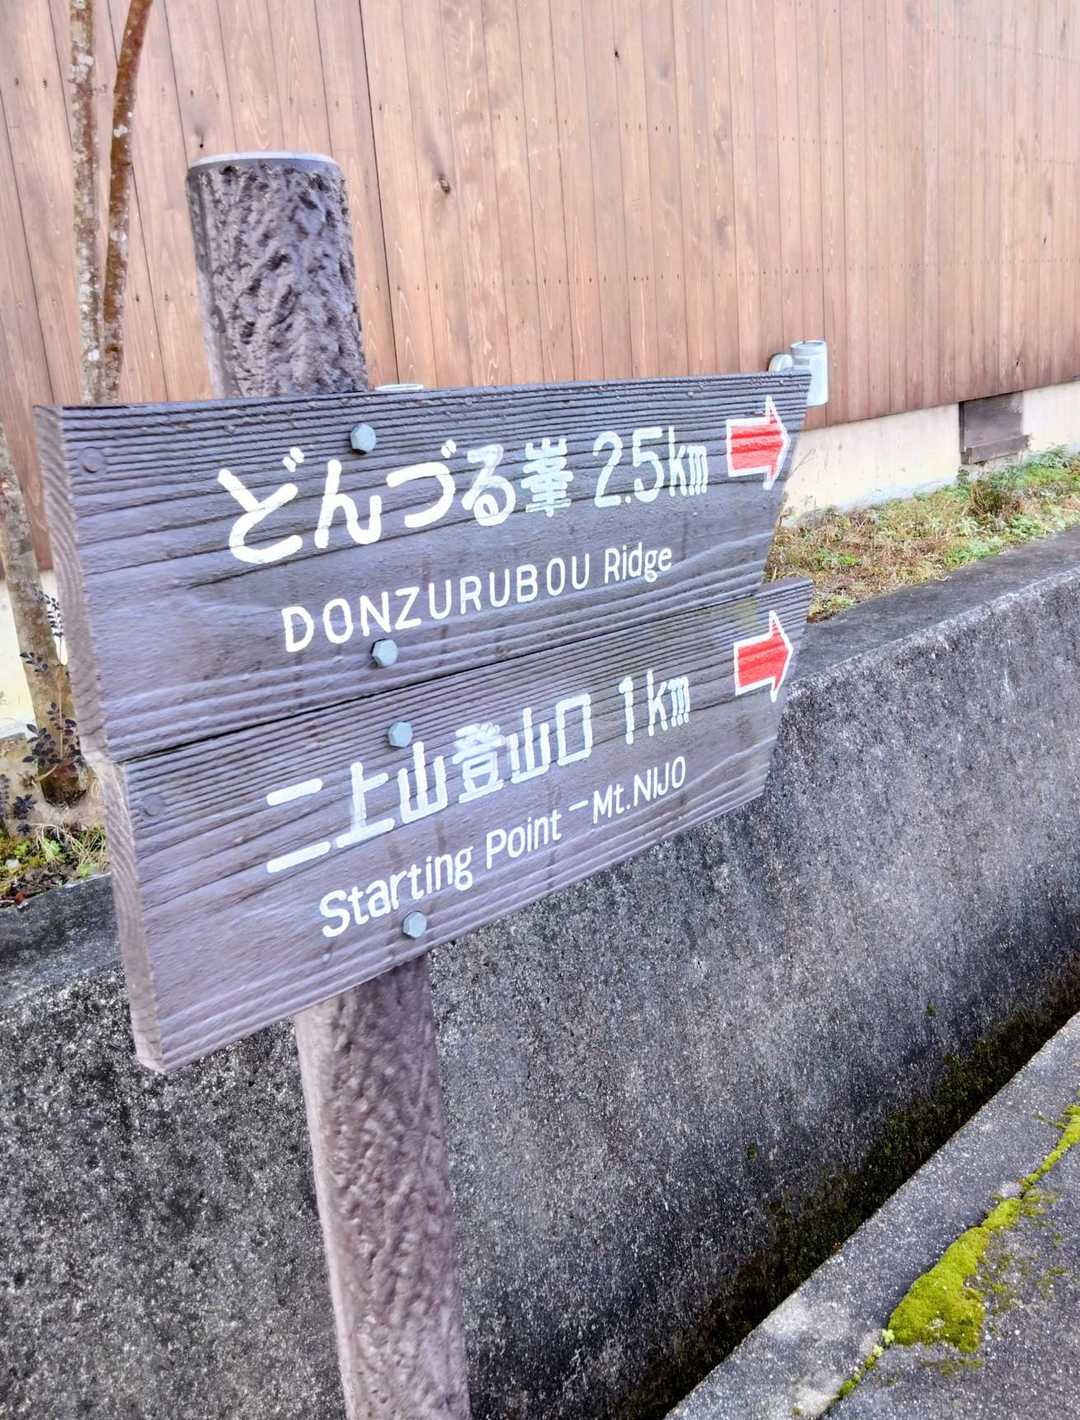 どんづる峯 2.5km
DONZURUBOU Ridge
二上山登山口 1km
Starting Point - Mt.NIJO